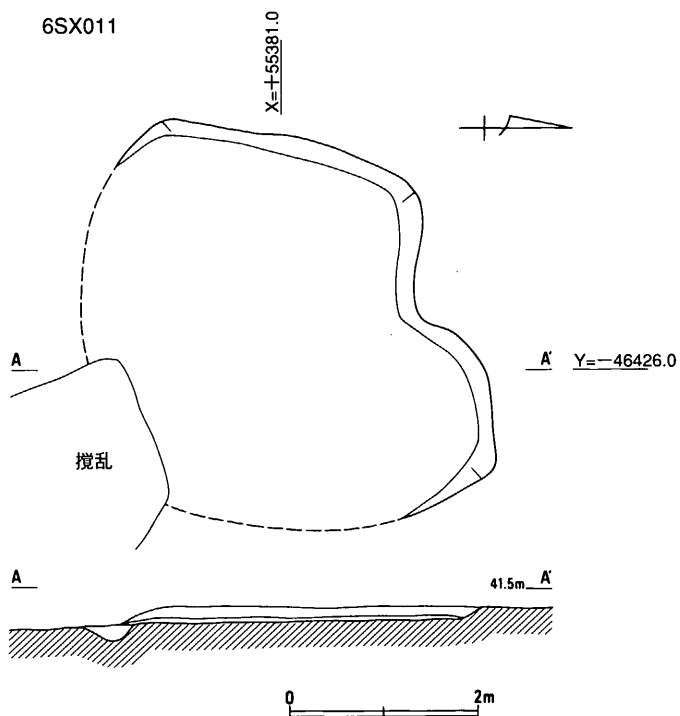 6SX011
X=+55381.0
A
A′ Y=−46426.0
撹乱
A
41.5m A′
0 2m